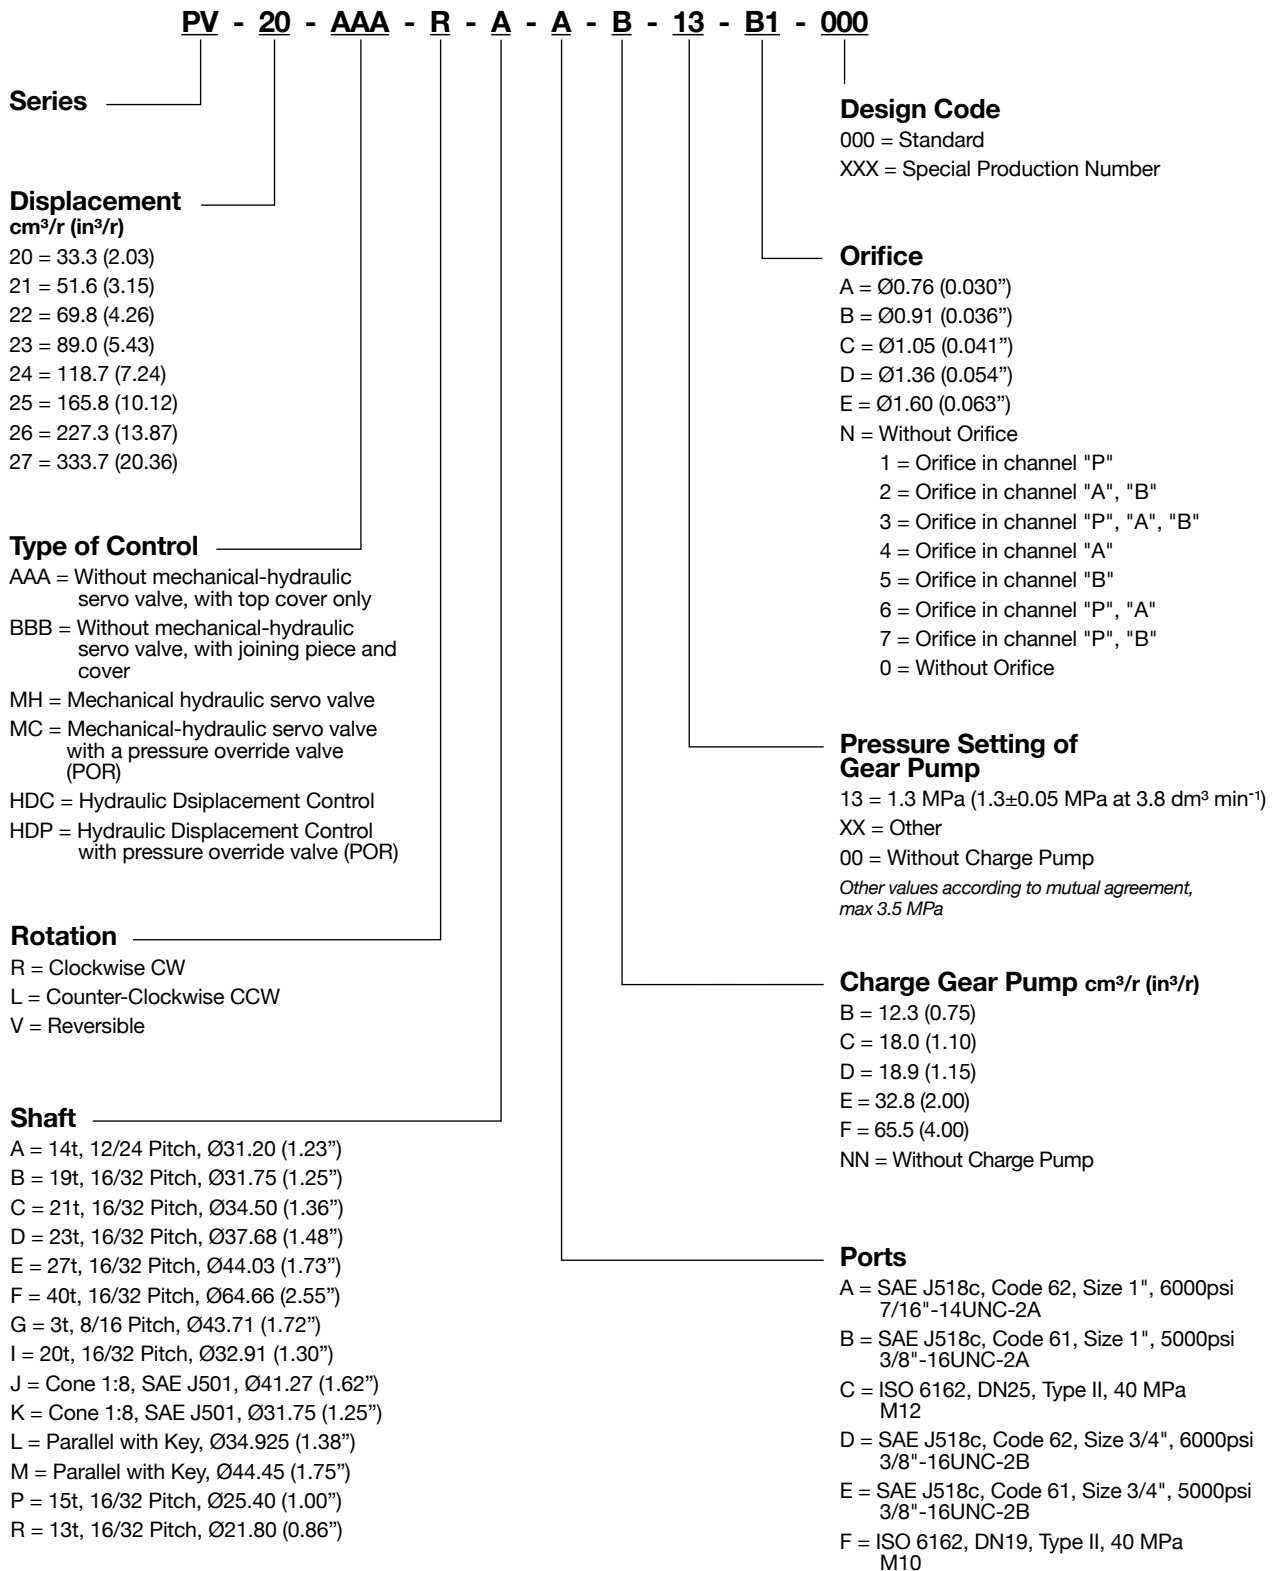 PV - 20 - AAA - R - A - A - B - 13 - B1 - 000
Series
Displacement
cm³/r (in³/r)
20 = 33.3 (2.03)
21 = 51.6 (3.15)
22 = 69.8 (4.26)
23 = 89.0 (5.43)
24 = 118.7 (7.24)
25 = 165.8 (10.12)
26 = 227.3 (13.87)
27 = 333.7 (20.36)
Type of Control
AAA = Without mechanical-hydraulic
servo valve, with top cover only
BBB = Without mechanical-hydraulic
servo valve, with joining piece and
cover
MH = Mechanical hydraulic servo valve
MC = Mechanical-hydraulic servo valve
with a pressure override valve
(POR)
HDC = Hydraulic Dsiplacement Control
HDP = Hydraulic Displacement Control
with pressure override valve (POR)
Rotation
R = Clockwise CW
L = Counter-Clockwise CCW
V = Reversible
Shaft
A = 14t, 12/24 Pitch, Ø31.20 (1.23”)
B = 19t, 16/32 Pitch, Ø31.75 (1.25”)
C = 21t, 16/32 Pitch, Ø34.50 (1.36”)
D = 23t, 16/32 Pitch, Ø37.68 (1.48”)
E = 27t, 16/32 Pitch, Ø44.03 (1.73”)
F = 40t, 16/32 Pitch, Ø64.66 (2.55”)
G = 3t, 8/16 Pitch, Ø43.71 (1.72”)
I = 20t, 16/32 Pitch, Ø32.91 (1.30”)
J = Cone 1:8, SAE J501, Ø41.27 (1.62”)
K = Cone 1:8, SAE J501, Ø31.75 (1.25”)
L = Parallel with Key, Ø34.925 (1.38”)
M = Parallel with Key, Ø44.45 (1.75”)
P = 15t, 16/32 Pitch, Ø25.40 (1.00”)
R = 13t, 16/32 Pitch, Ø21.80 (0.86”)
Design Code
000 = Standard
XXX = Special Production Number
Orifice
A = Ø0.76 (0.030”)
B = Ø0.91 (0.036”)
C = Ø1.05 (0.041”)
D = Ø1.36 (0.054”)
E = Ø1.60 (0.063”)
N = Without Orifice
1 = Orifice in channel "P"
2 = Orifice in channel "A", "B"
3 = Orifice in channel "P", "A", "B"
4 = Orifice in channel "A"
5 = Orifice in channel "B"
6 = Orifice in channel "P", "A"
7 = Orifice in channel "P", "B"
0 = Without Orifice
Pressure Setting of
Gear Pump
13 = 1.3 MPa (1.3±0.05 MPa at 3.8 dm³ min⁻¹)
XX = Other
00 = Without Charge Pump
Other values according to mutual agreement,
max 3.5 MPa
Charge Gear Pump cm³/r (in³/r)
B = 12.3 (0.75)
C = 18.0 (1.10)
D = 18.9 (1.15)
E = 32.8 (2.00)
F = 65.5 (4.00)
NN = Without Charge Pump
Ports
A = SAE J518c, Code 62, Size 1", 6000psi
7/16"-14UNC-2A
B = SAE J518c, Code 61, Size 1", 5000psi
3/8"-16UNC-2A
C = ISO 6162, DN25, Type II, 40 MPa
M12
D = SAE J518c, Code 62, Size 3/4", 6000psi
3/8"-16UNC-2B
E = SAE J518c, Code 61, Size 3/4", 5000psi
3/8"-16UNC-2B
F = ISO 6162, DN19, Type II, 40 MPa
M10